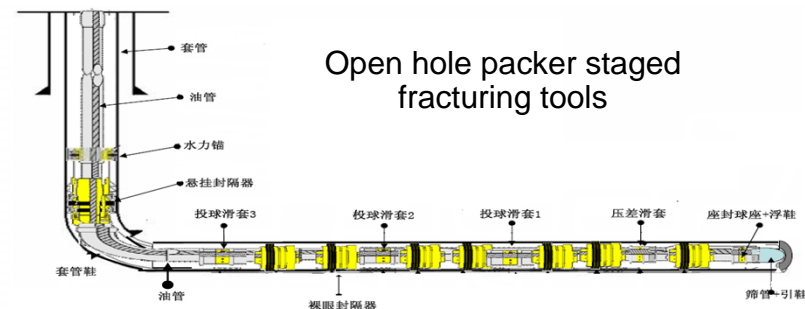 Open hole packer staged
fracturing tools
套管
油管
水力锚
悬挂封隔器
投球滑套3
投球滑套2
投球滑套1
压差滑套
座封球座+浮鞋
套管鞋
油管
裸眼封隔器
筛管+引鞋